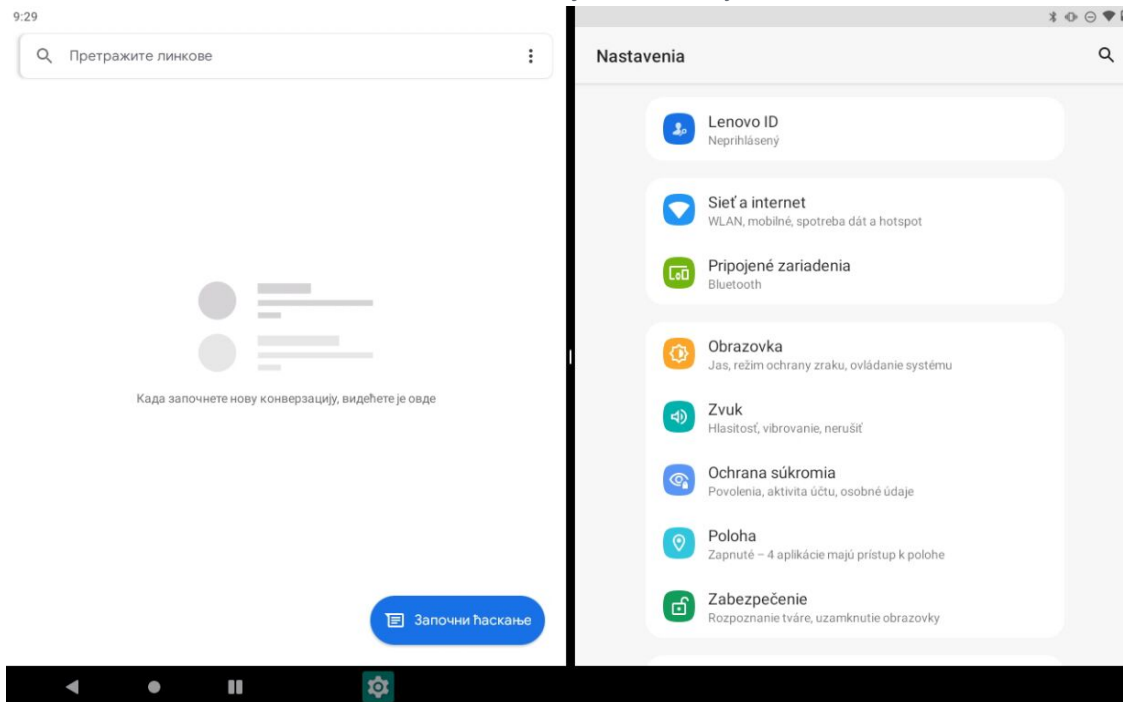 9:29
Претражите линкове
Када започнете нову конверзацију, видећете је овде
Започни ћаскање
Nastavenia
Lenovo ID
Neprihlásený
Sieť a internet
WLAN, mobilné, spotreba dát a hotspot
Pripojené zariadenia
Bluetooth
Obrazovka
Jas, režim ochrany zraku, ovládanie systému
Zvuk
Hlasitosť, vibrovanie, nerušiť
Ochrana súkromia
Povolenia, aktivita účtu, osobné údaje
Poloha
Zapnuté – 4 aplikácie majú prístup k polohe
Zabezpečenie
Rozpoznanie tváre, uzamknutie obrazovky